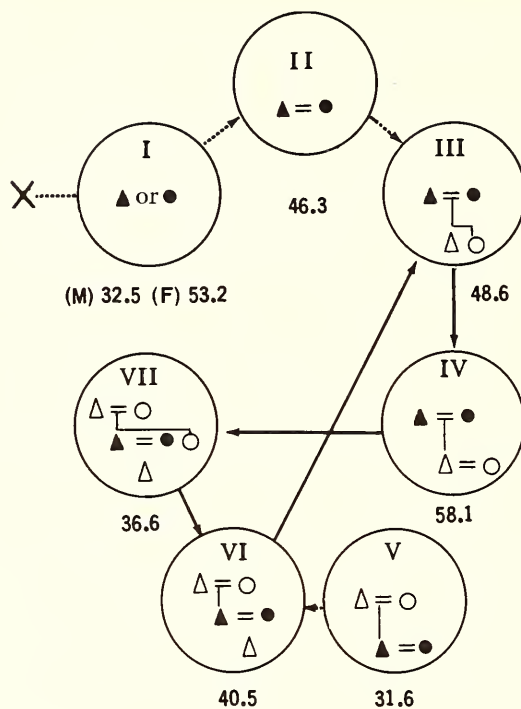 II
I
III
▲ = ●
▲ or ●
▲ = ●
△ ○
X
46.3
(M) 32.5 (F) 53.2
48.6
VII
IV
△ = ○
▲ = ● ○
△
▲ = ●
△ = ○
36.6
58.1
VI
V
△ = ○
▲ = ●
△
△ = ○
▲ = ●
40.5
31.6